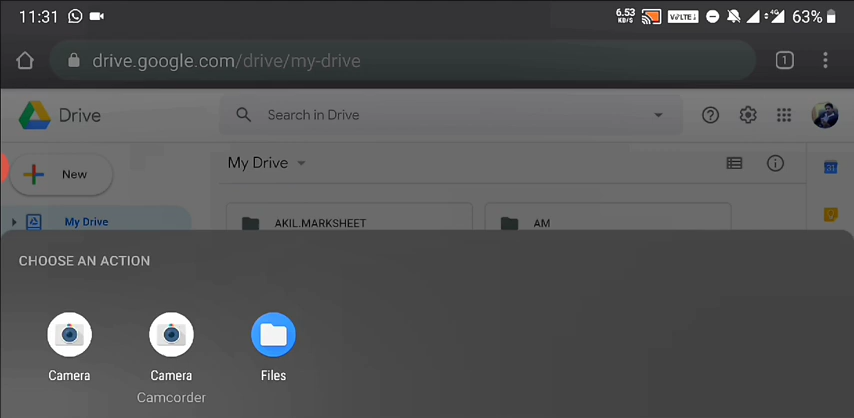 11:31 6.53 KB/S VoLTE 4G 63%
drive.google.com/drive/my-drive 1
Drive Search in Drive
New My Drive 31
My Drive AKIL.MARKSHEET AM
CHOOSE AN ACTION
Camera Camera Files
Camcorder